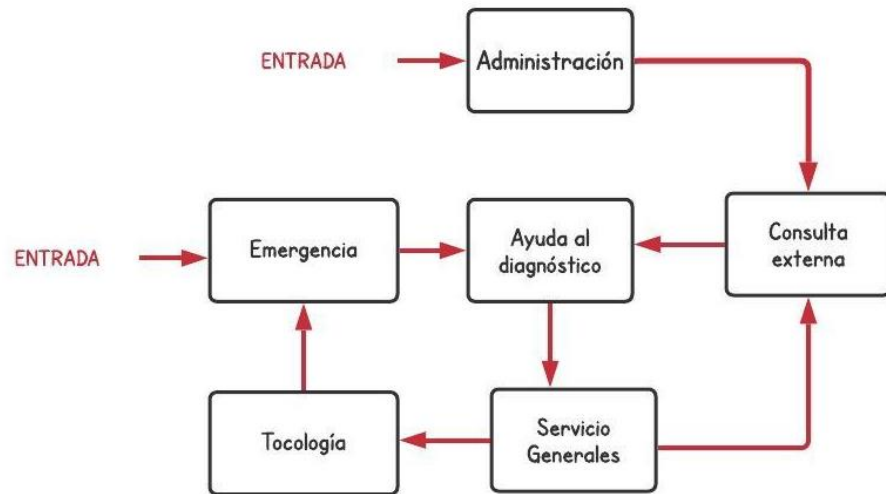 ENTRADA
Administración
ENTRADA
Emergencia
Ayuda al
diagnóstico
Consulta
externa
Tocología
Servicio
Generales